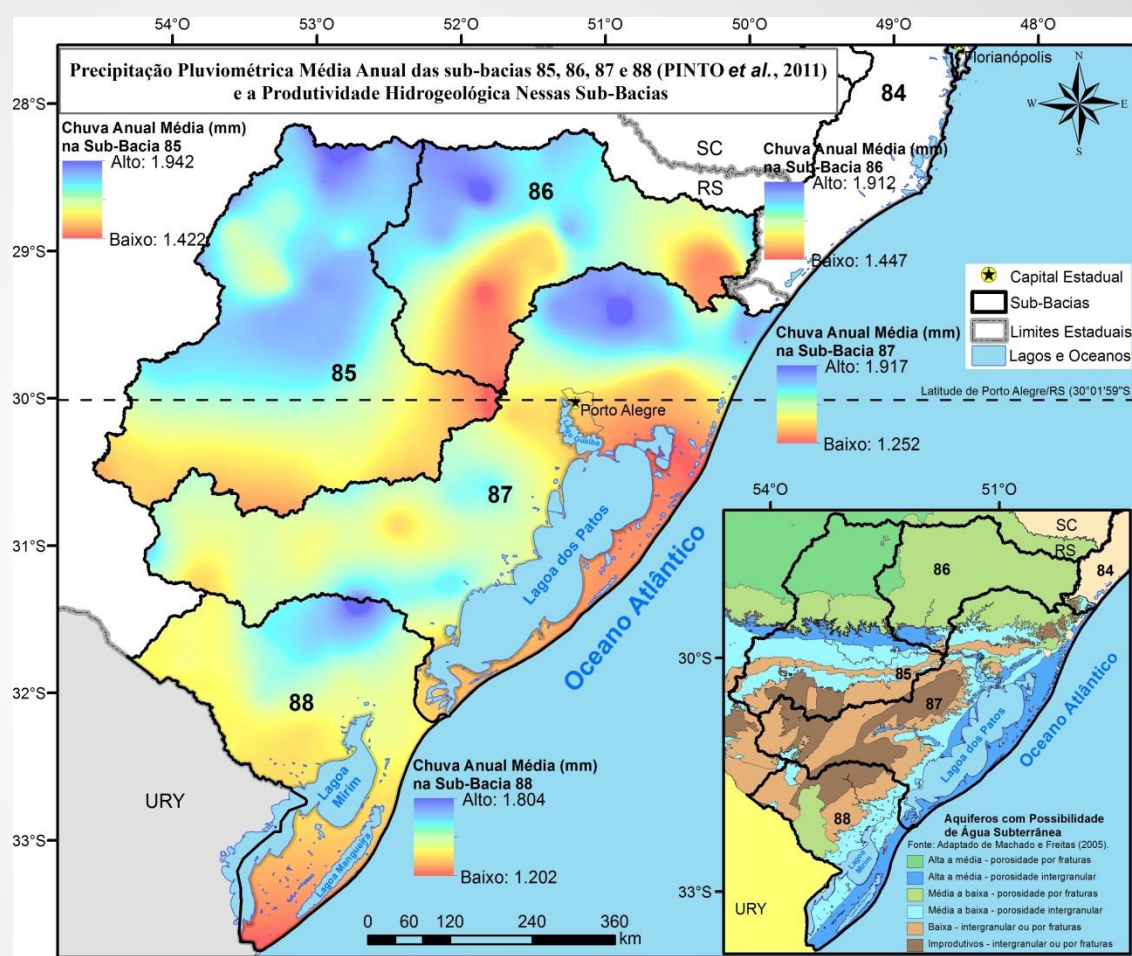 54°O
53°O
52°O
51°O
50°O
49°O
48°O
Precipitação Pluviométrica Média Anual das sub-bacias 85, 86, 87 e 88 (PINTO et al., 2011)
e a Produtividade Hidrogeológica Nessas Sub-Bacias
Florianópolis
N
W
E
S
84
28°S
29°S
30°S
31°S
32°S
33°S
SC
RS
Chuva Anual Média (mm)
na Sub-Bacia 85
Alto: 1.942
Baixo: 1.422
Chuva Anual Média (mm)
na Sub-Bacia 86
Alto: 1.912
Baixo: 1.447
86
Capital Estadual
Sub-Bacias
Limites Estaduais
Lagos e Oceanos
Chuva Anual Média (mm)
na Sub-Bacia 87
Alto: 1.917
Baixo: 1.252
85
Latitude de Porto Alegre/RS (30°01'59"S
Porto Alegre
Lago Guaíba
87
Lagoa dos Patos
Oceano Atlântico
88
Lagoa
Mirim
Lagoa Mangueira
URY
Chuva Anual Média (mm)
na Sub-Bacia 88
Alto: 1.804
Baixo: 1.202
0 60 120 240 360
km
54°O
51°O
30°S
33°S
SC
RS
84
86
85
87
88
Lagoa dos Patos
Oceano Atlântico
Lagoa
Mirim
URY
Aquiferos com Possibilidade
de Água Subterrânea
Fonte: Adaptado de Machado e Freitas (2005).
Alta a média - porosidade por fraturas
Alta a média - porosidade intergranular
Média a baixa - porosidade por fraturas
Média a baixa - porosidade intergranular
Baixa - intergranular ou por fraturas
Improdutivos - intergranular ou por fraturas